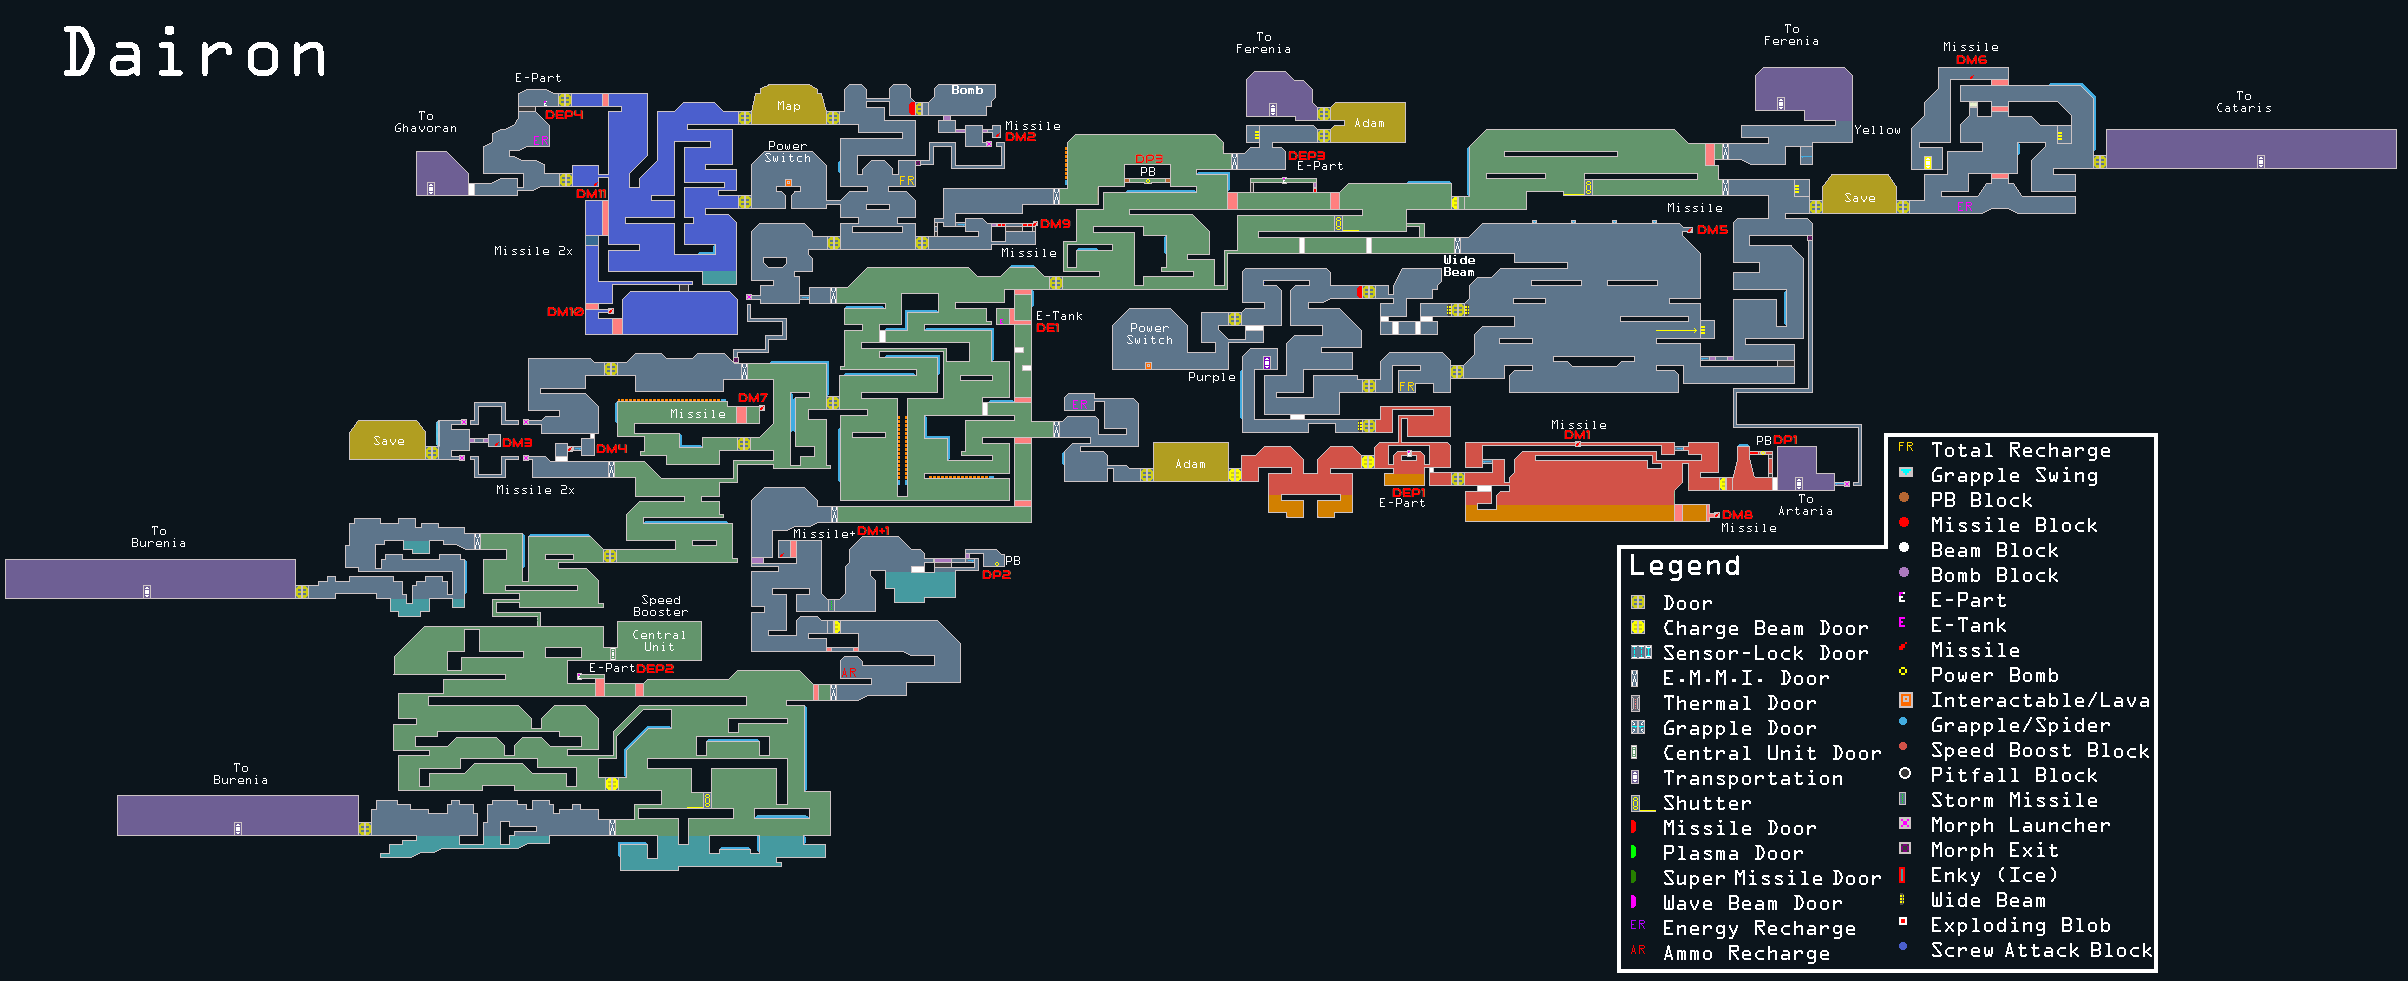 Dairon
To
Ferenia
To
Ferenia
Missile
DM6
E-Part
DEP4
Map
Bomb
To
Cataris
To
Ghavoran
Missile
DM2
Adam
Yellow
ER
Power
Switch
DP3
PB
DEP3
E-Part
FR
DM11
Save
ER
Missile
DM9
DM5
Missile 2x
Missile
Wide
Beam
DM10
E-Tank
DE1
Power
Switch
Purple
FR
DM7
Missile
ER
Save
DM3
DM4
Missile
DM1
PB
DP1
Adam
Missile 2x
DEP1
E-Part
To
Artaria
DM8
Missile
To
Burenia
Missile+
DM+1
PB
DP2
Speed
Booster
Central
Unit
E-Part
DEP2
AR
To
Burenia
Legend
Door
Charge Beam Door
Sensor-Lock Door
E.M.M.I. Door
Thermal Door
Grapple Door
Central Unit Door
Transportation
Shutter
Missile Door
Plasma Door
Super Missile Door
Wave Beam Door
ER Energy Recharge
AR Ammo Recharge
FR Total Recharge
Grapple Swing
PB Block
Missile Block
Beam Block
Bomb Block
E E-Part
E E-Tank
Missile
Power Bomb
Interactable/Lava
Grapple/Spider
Speed Boost Block
Pitfall Block
Storm Missile
Morph Launcher
Morph Exit
Enky (Ice)
Wide Beam
Exploding Blob
Screw Attack Block